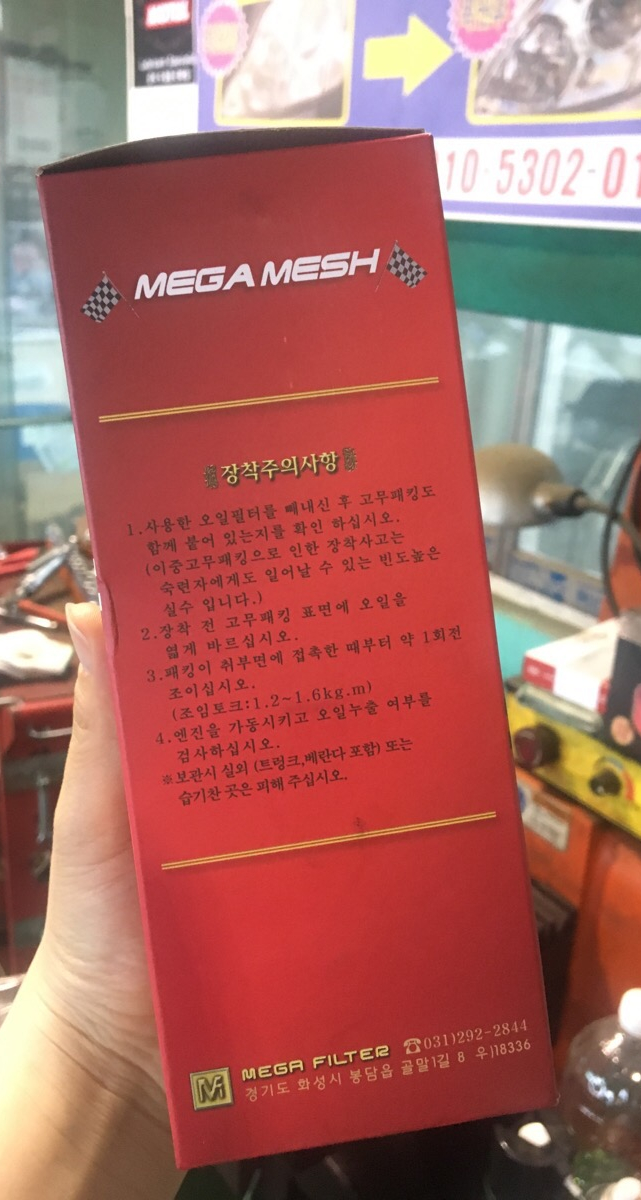 10-5302-01
MEGA MESH
장착주의사항
1.사용한 오일필터를 빼내신 후 고무패킹도
함께 붙어 있는지를 확인 하십시오.
(이중고무패킹으로 인한 장착사고는
숙련자에게도 일어날 수 있는 빈도높은
실수 입니다.)
2.장착 전 고무패킹 표면에 오일을
엷게 바르십시오.
3.패킹이 취부면에 접촉한 때부터 약 1회전
조이십시오.
(조임토크:1.2~1.6kg.m)
4.엔진을 가동시키고 오일누출 여부를
검사하십시오.
※보관시 실외 (트렁크,베란다 포함) 또는
습기찬 곳은 피해 주십시오.
MEGA FILTER ☎031)292-2844
경기도 화성시 봉담읍 골말1길 8 우)18336